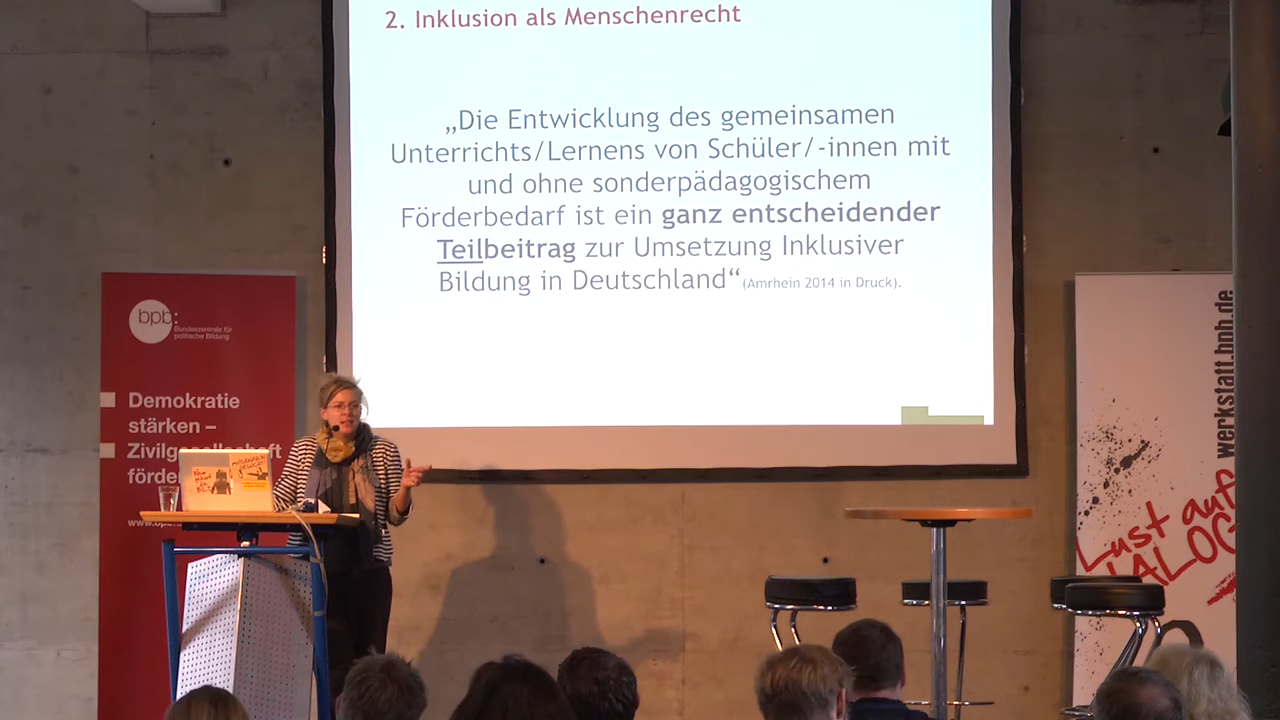 2. Inklusion als Menschenrecht
„Die Entwicklung des gemeinsamen
Unterrichts/Lernens von Schüler/-innen mit
und ohne sonderpädagogischem
Förderbedarf ist ein ganz entscheidender
Teilbeitrag zur Umsetzung Inklusiver
Bildung in Deutschland“ (Amrhein 2014 in Druck).
bpb:
Bundeszentrale für
politische Bildung
Demokratie
stärken –
werkstatt.bpb.de
Lust auf